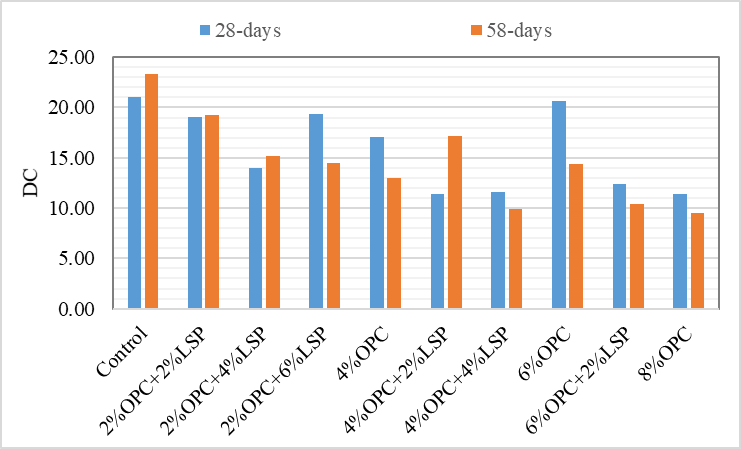 28-days
58-days
25.00
20.00
15.00
10.00
5.00
0.00
DC
Control
2%OPC+2%LSP
2%OPC+4%LSP
2%OPC+6%LSP
4%OPC
4%OPC+2%LSP
4%OPC+4%LSP
6%OPC
6%OPC+2%LSP
8%OPC